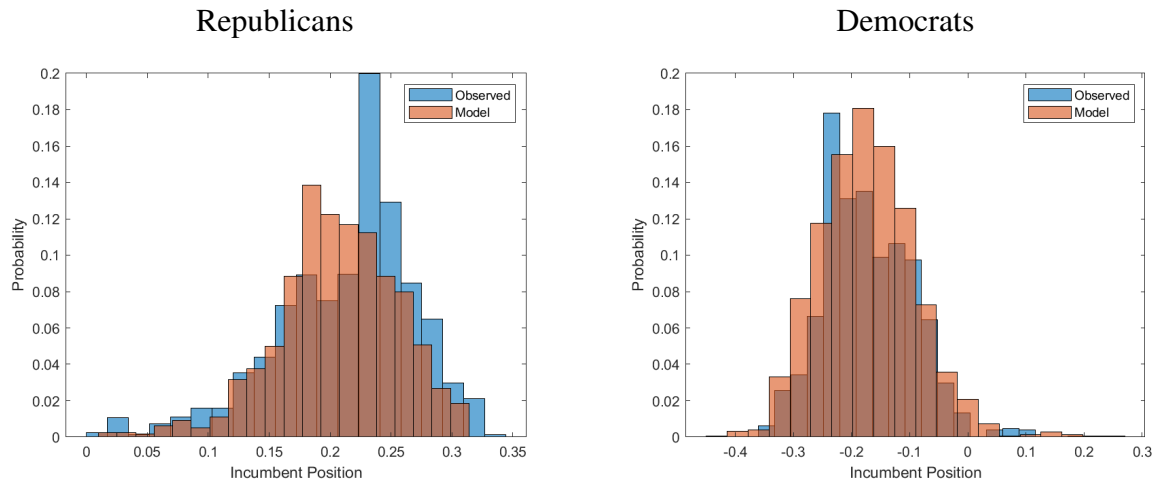 Republicans
0.2
0.18
0.16
0.14
0.12
0.1
0.08
0.06
0.04
0.02
0
Probability
Observed
Model
0 0.05 0.1 0.15 0.2 0.25 0.3 0.35
Incumbent Position
Democrats
0.2
0.18
0.16
0.14
0.12
0.1
0.08
0.06
0.04
0.02
0
Probability
Observed
Model
-0.4 -0.3 -0.2 -0.1 0 0.1 0.2 0.3
Incumbent Position